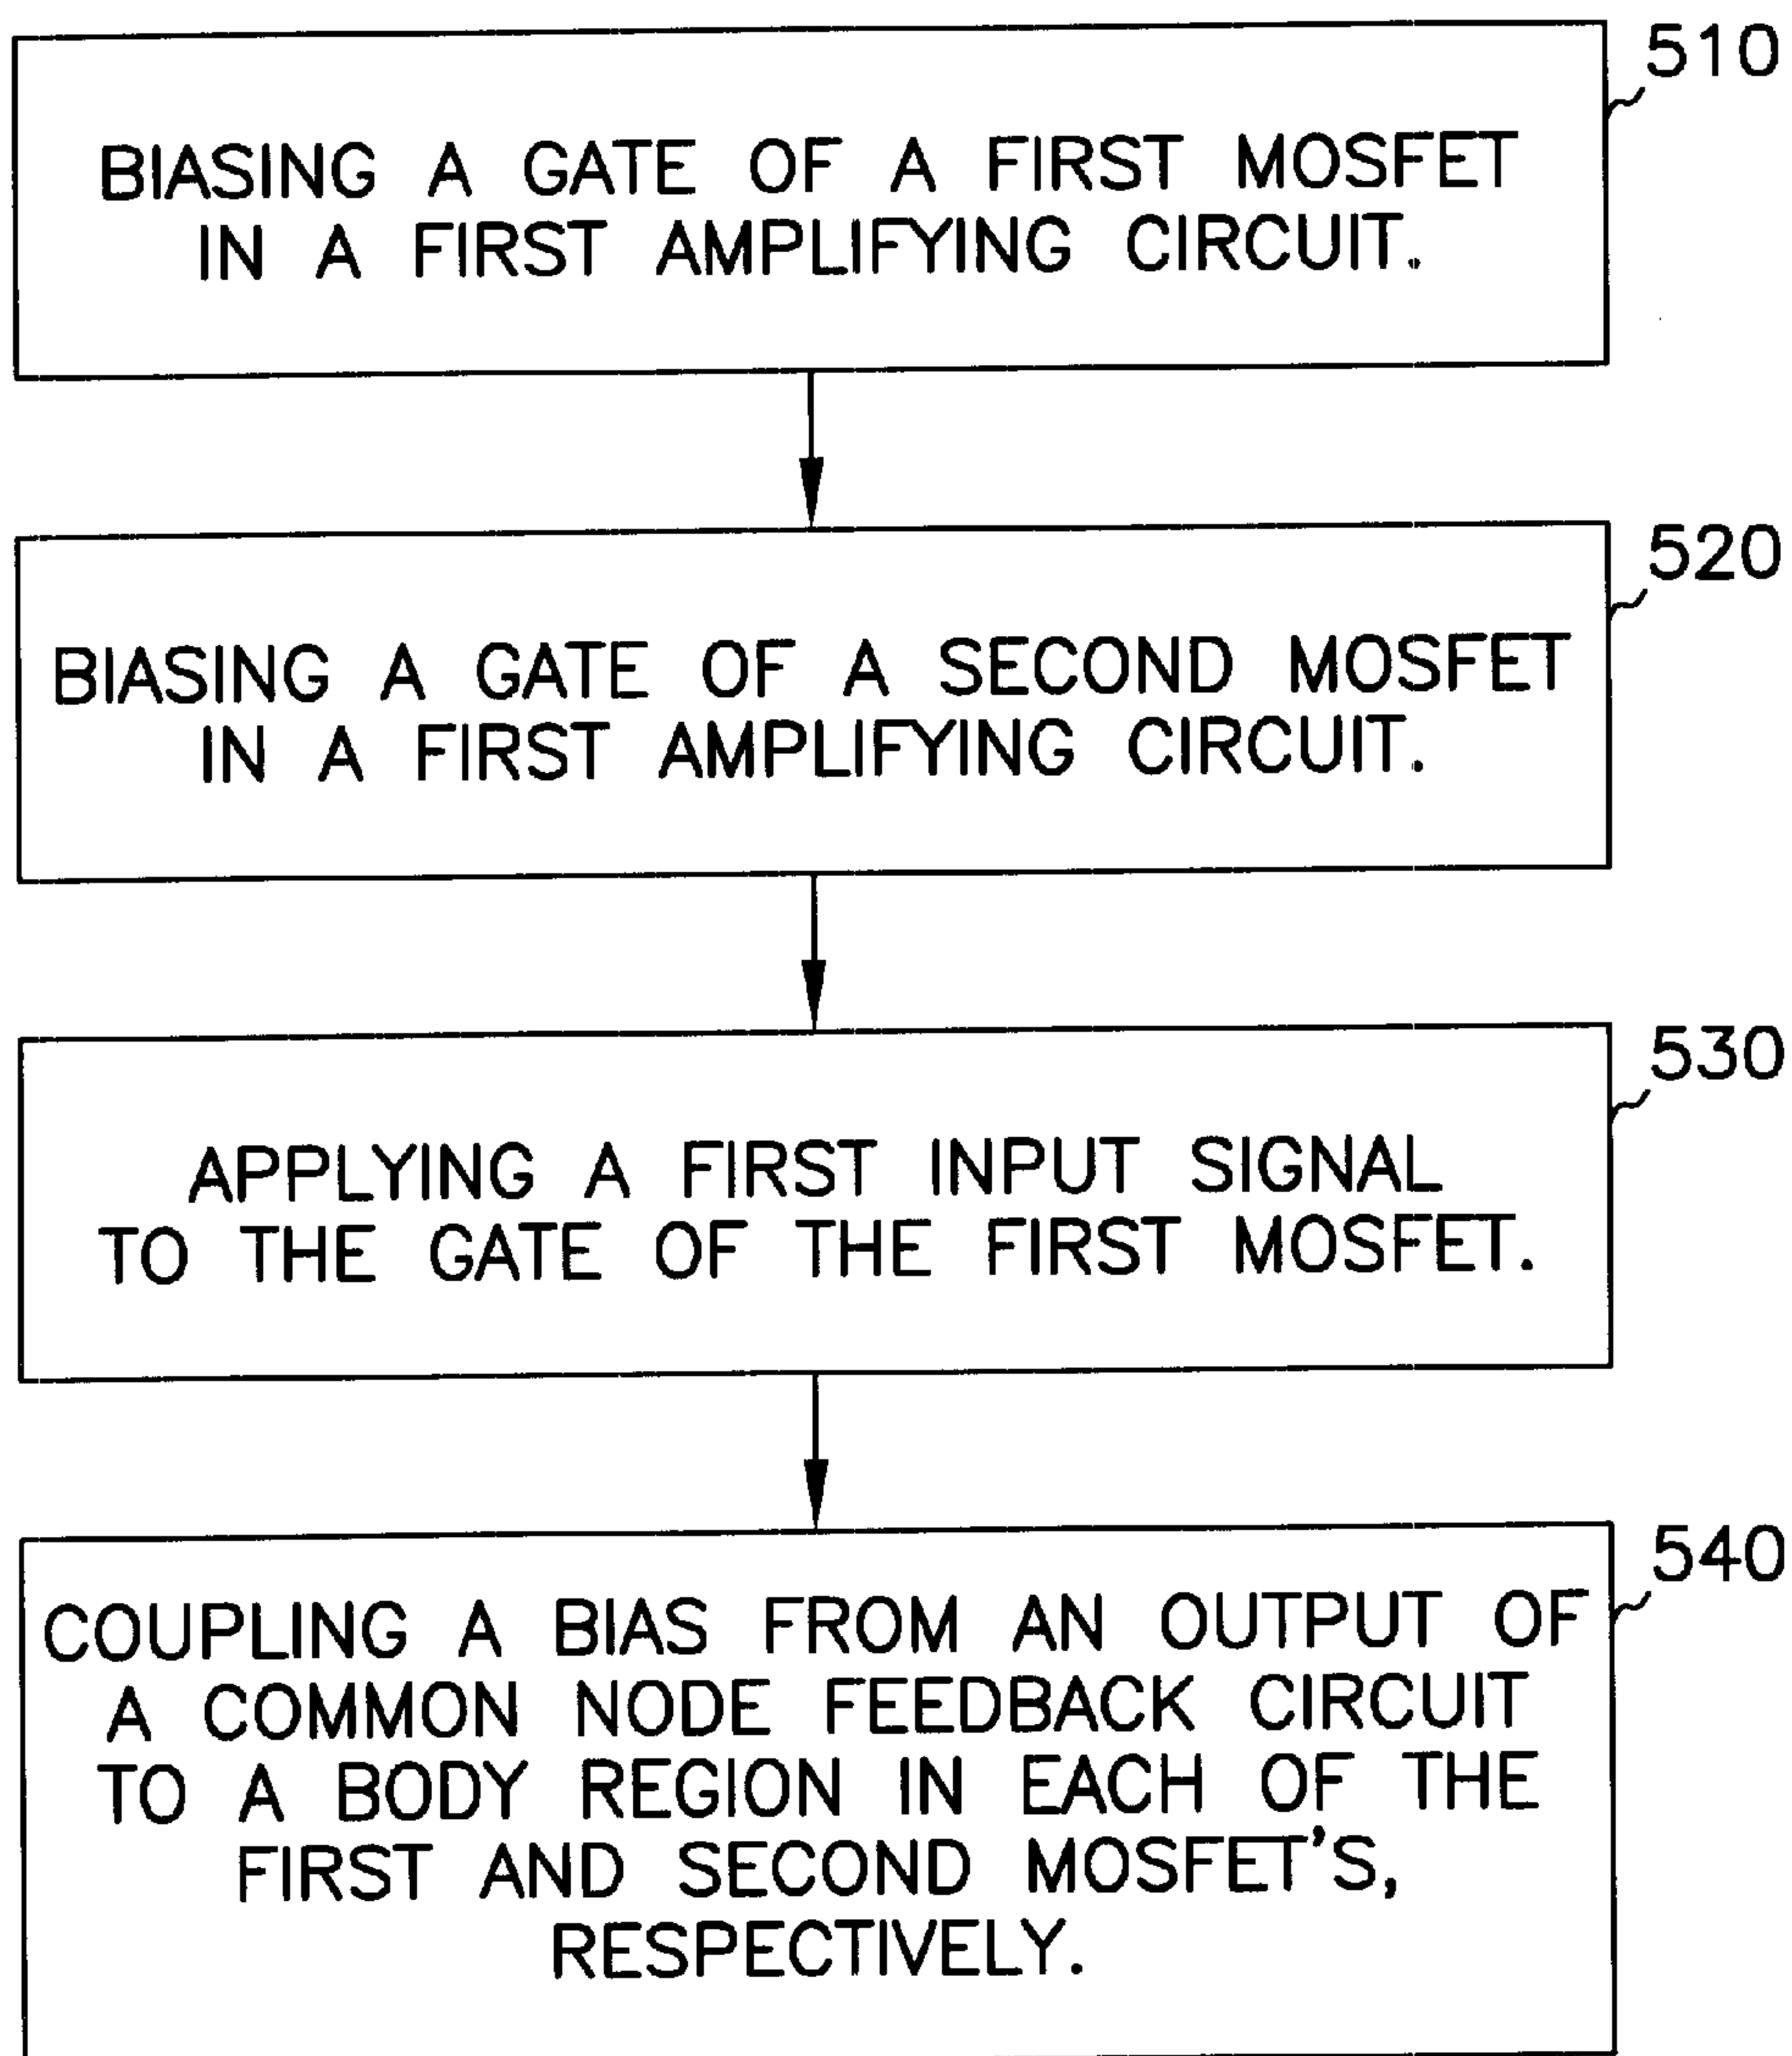 510
BIASING A GATE OF A FIRST MOSFET
IN A FIRST AMPLIFYING CIRCUIT.
520
BIASING A GATE OF A SECOND MOSFET
IN A FIRST AMPLIFYING CIRCUIT.
530
APPLYING A FIRST INPUT SIGNAL
TO THE GATE OF THE FIRST MOSFET.
540
COUPLING A BIAS FROM AN OUTPUT OF
A COMMON NODE FEEDBACK CIRCUIT
TO A BODY REGION IN EACH OF THE
FIRST AND SECOND MOSFET'S,
RESPECTIVELY.